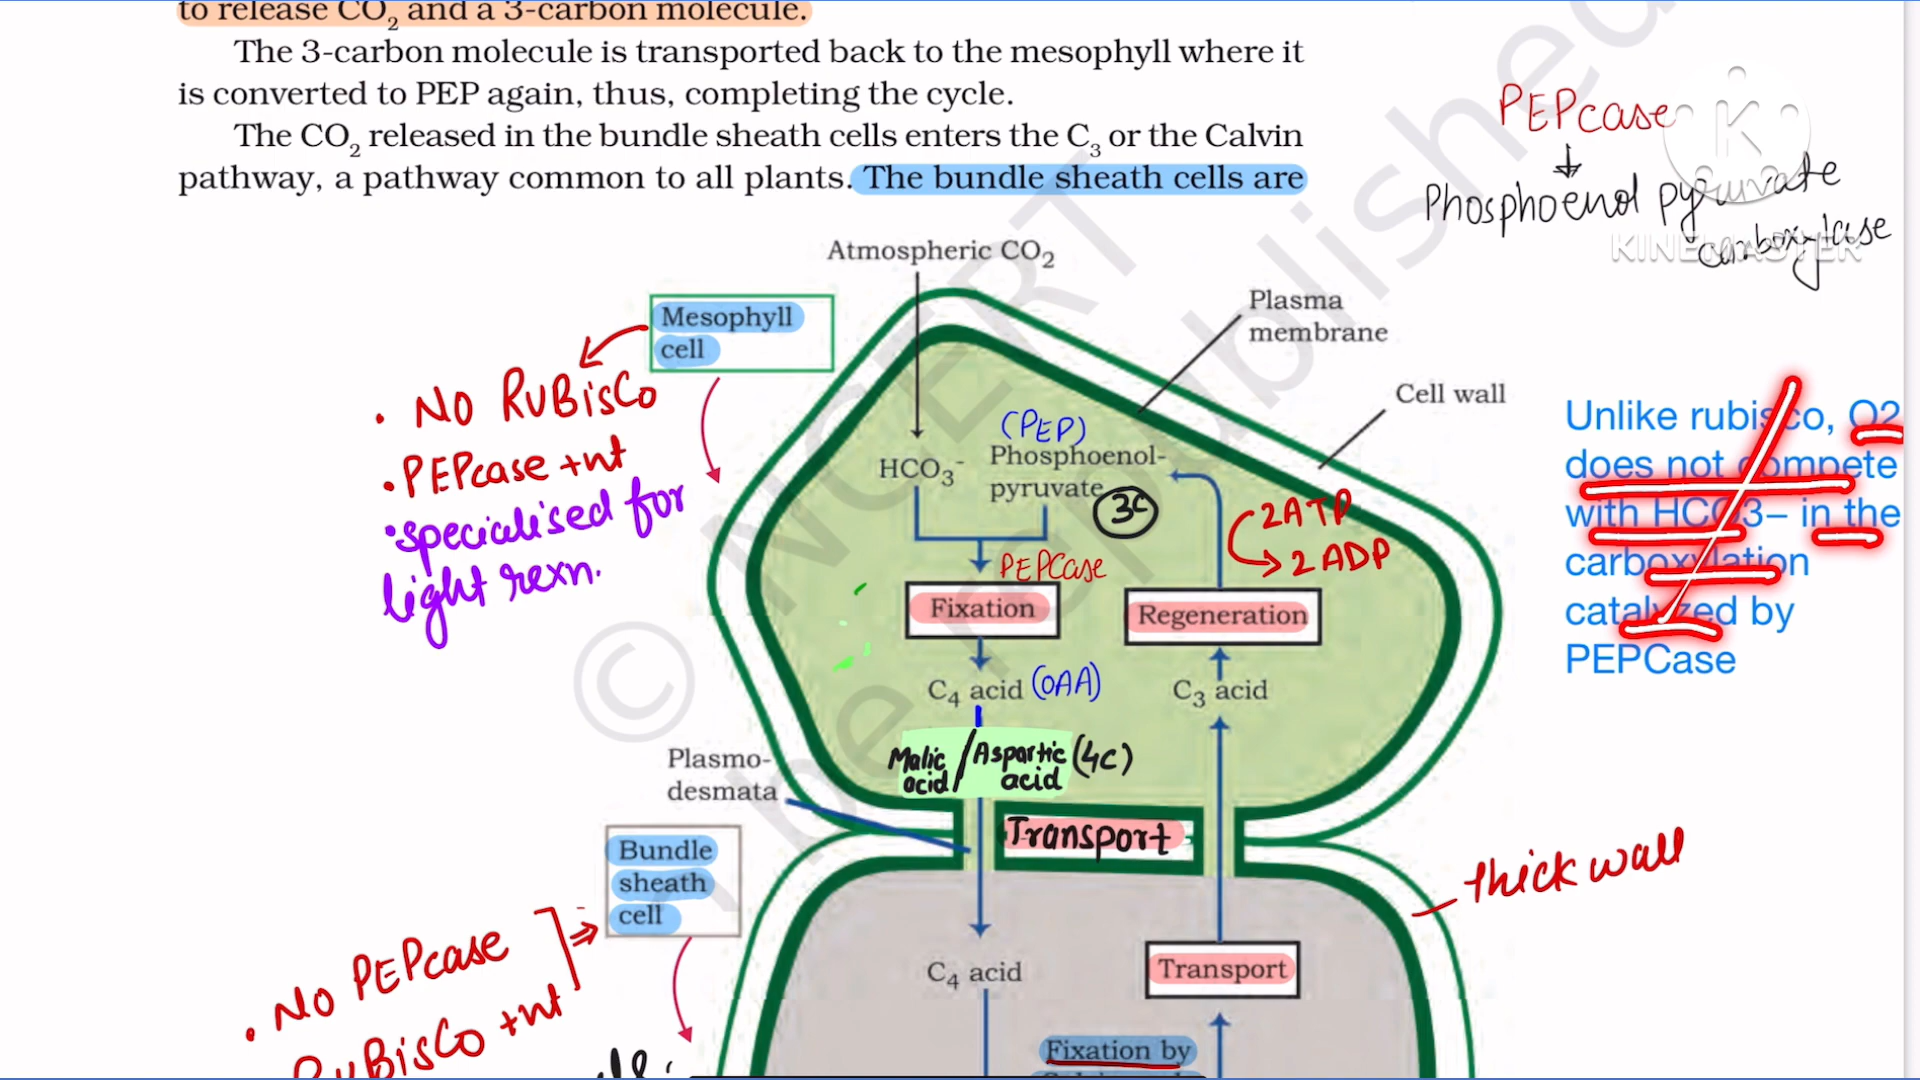 to release CO₂ and a 3-carbon molecule.
The 3-carbon molecule is transported back to the mesophyll where it
is converted to PEP again, thus, completing the cycle.
The CO₂ released in the bundle sheath cells enters the C₃ or the Calvin
pathway, a pathway common to all plants. The bundle sheath cells are
PEPcase
Phosphoenol pyruvate
carboxylase
K
KINEMASTER
Atmospheric CO₂
Plasma
membrane
Cell wall
Mesophyll
cell
• NO RUBisCo
• PEPcase +nt
• specialised for
light rexn.
(PEP)
HCO₃⁻
Phosphoenol-
pyruvate
3C
2ATP
2 ADP
PEPCase
Fixation
Regeneration
C₄ acid (OAA)
C₃ acid
Malic
acid
/
Aspartic
acid
(4C)
Unlike rubisco, O2
does not compete
with HCO3– in the
carboxylation
catalyzed by
PEPCase
Plasmo-
desmata
Transport
Bundle
sheath
cell
thick wall
• NO PEPcase
RUBisCo +nt
C₄ acid
Transport
Fixation by
© NCERT
be republished